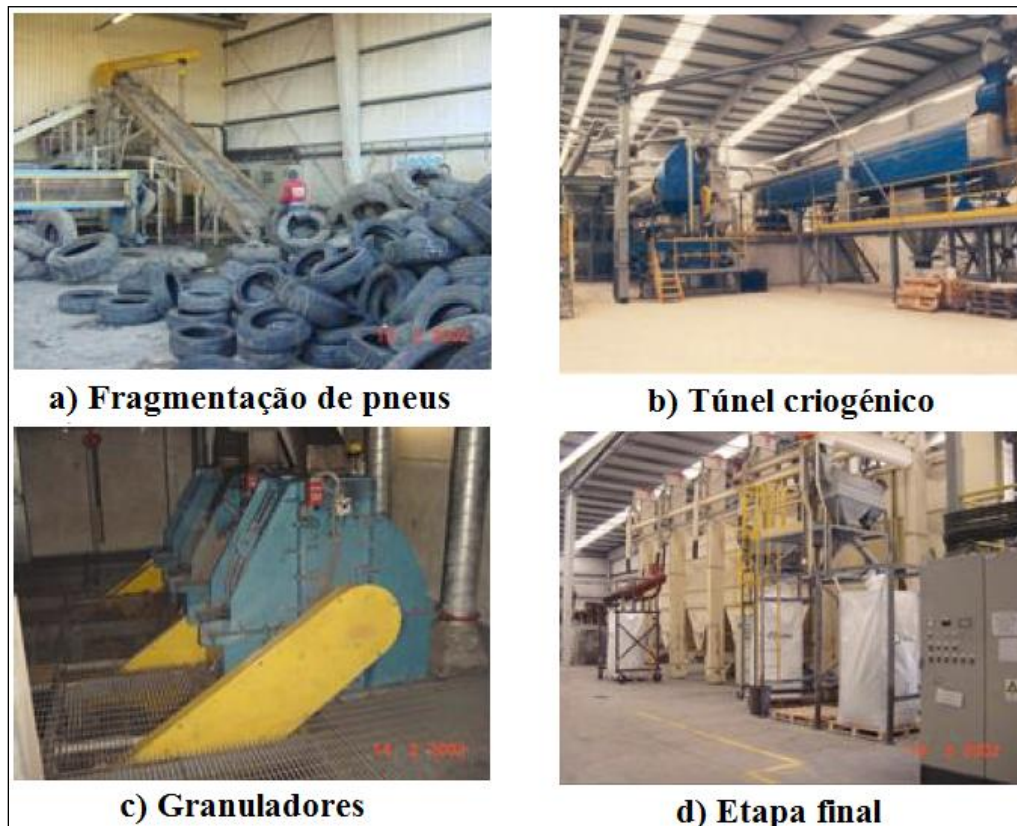 a) Fragmentação de pneus
b) Túnel criogénico
c) Granuladores
d) Etapa final